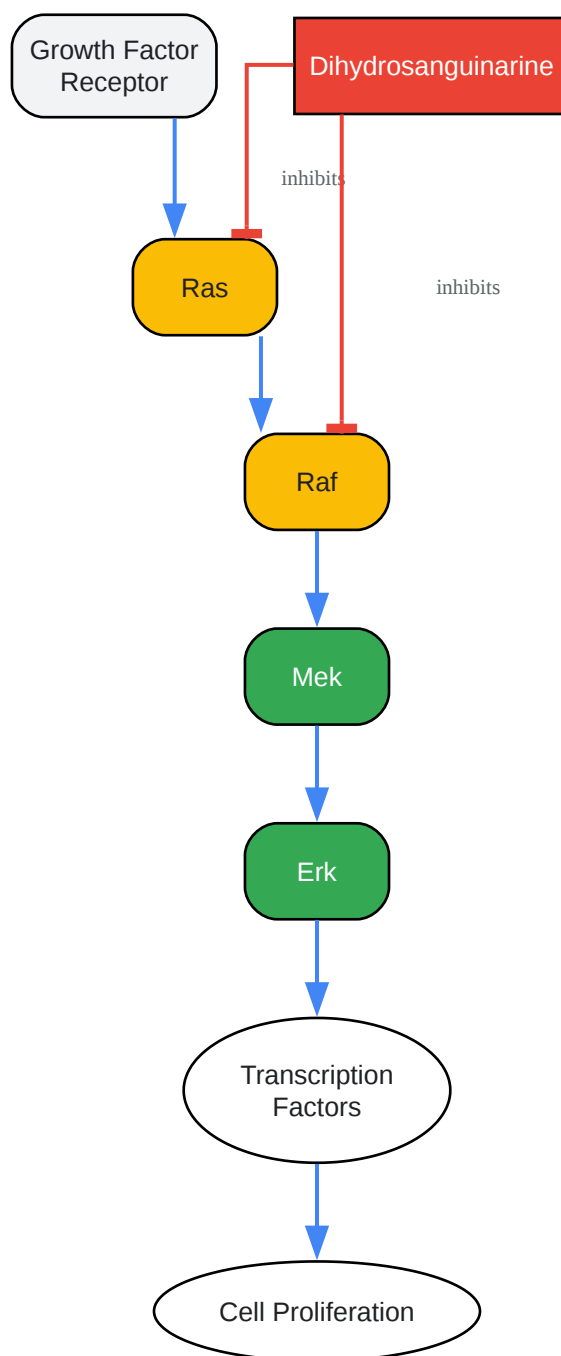 Growth Factor
Receptor
Dihydrosanguinarine
inhibits
Ras
inhibits
Raf
Mek
Erk
Transcription
Factors
Cell Proliferation